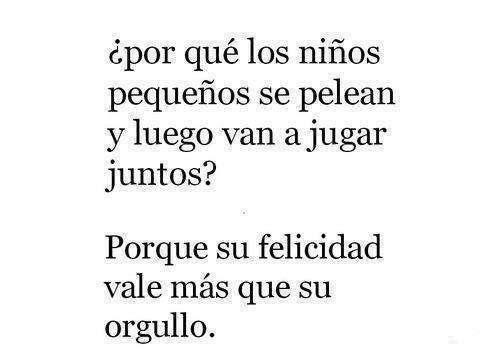 ¿por qué los niños
pequeños se pelean
y luego van a jugar
juntos?
Porque su felicidad
vale más que su
orgullo.